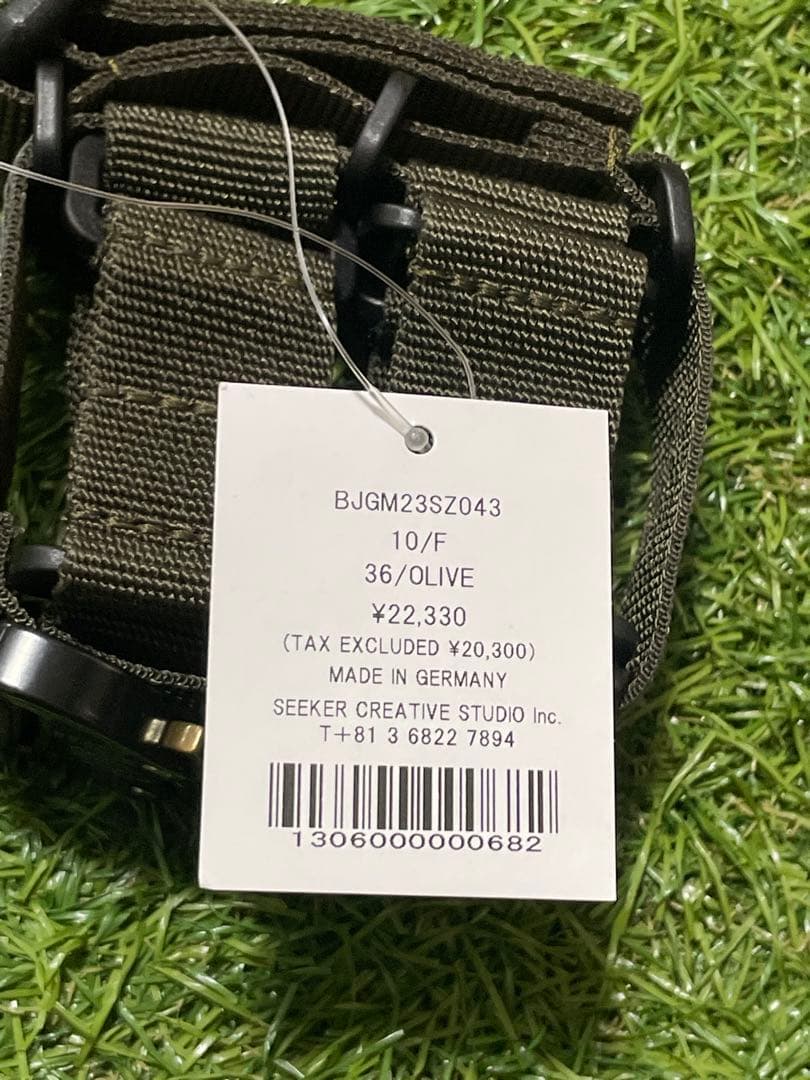 BJGM23SZ043
10/F
36/OLIVE
¥22,330
(TAX EXCLUDED ¥20,300)
MADE IN GERMANY
SEEKER CREATIVE STUDIO Inc.
T+81 3 6822 7894
1306000000682